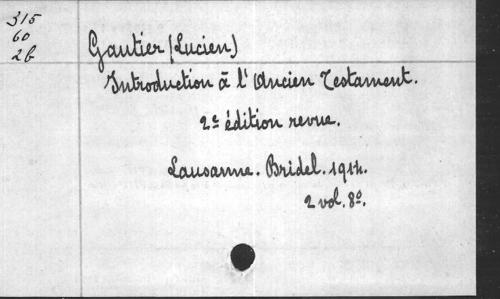 315
60
2b
Gautier (Lucien)
Introduction à l'Ancien Testament.
2e édition revue.
Lausanne. Bridel. 1914.
2 vol. 8o.